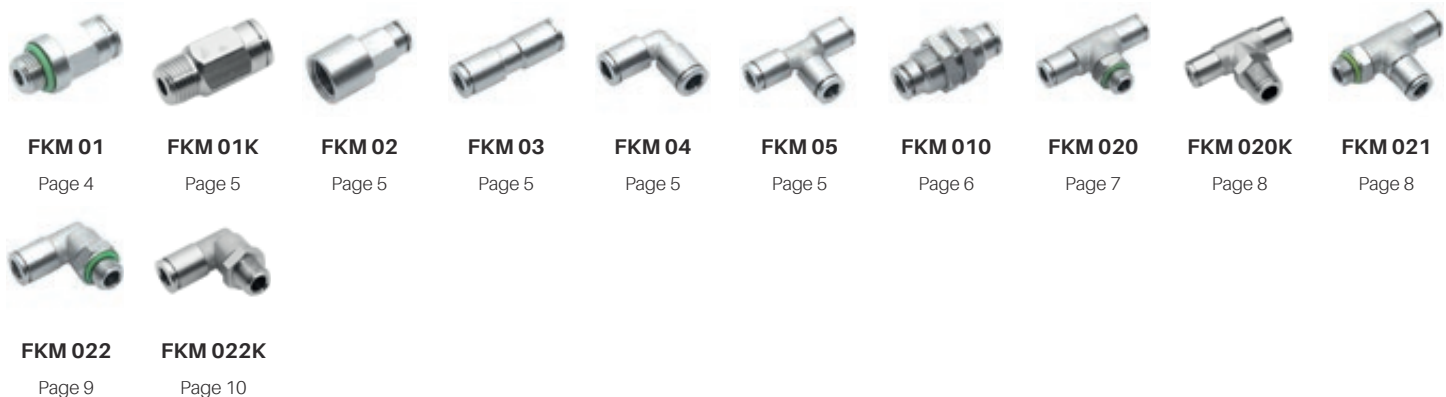 FKM 01 FKM 01K FKM 02 FKM 03 FKM 04 FKM 05 FKM 010 FKM 020 FKM 020K FKM 021
Page 4 Page 5 Page 5 Page 5 Page 5 Page 5 Page 6 Page 7 Page 8 Page 8
FKM 022 FKM 022K
Page 9 Page 10